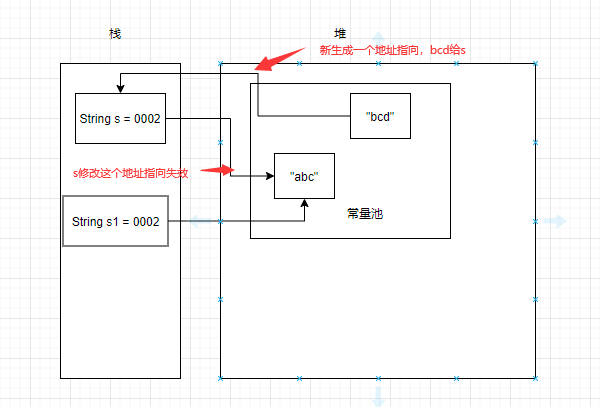 栈
堆
新生成一个地址指向，bcd给s
String s = 0002
"bcd"
s修改这个地址指向失效
"abc"
String s1 = 0002
常量池